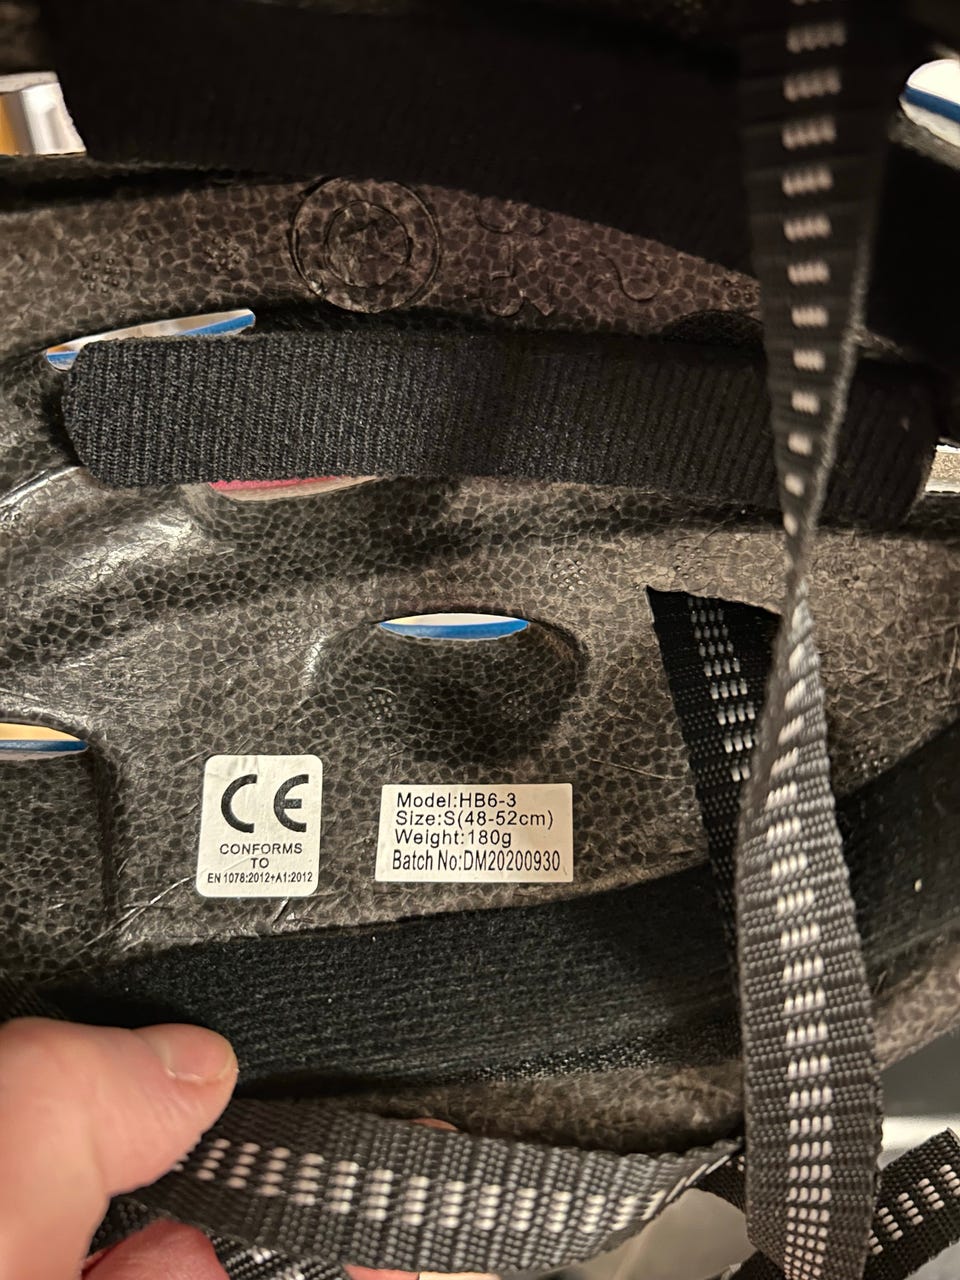 CE
CONFORMS
TO
EN 1078:2012+A1:2012
Model:HB6-3
Size:S(48-52cm)
Weight:180g
Batch No:DM20200930